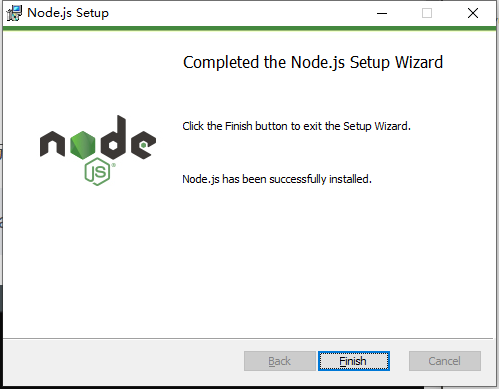 Node.js Setup
Completed the Node.js Setup Wizard
Click the Finish button to exit the Setup Wizard.
node
JS
Node.js has been successfully installed.
Back Finish Cancel